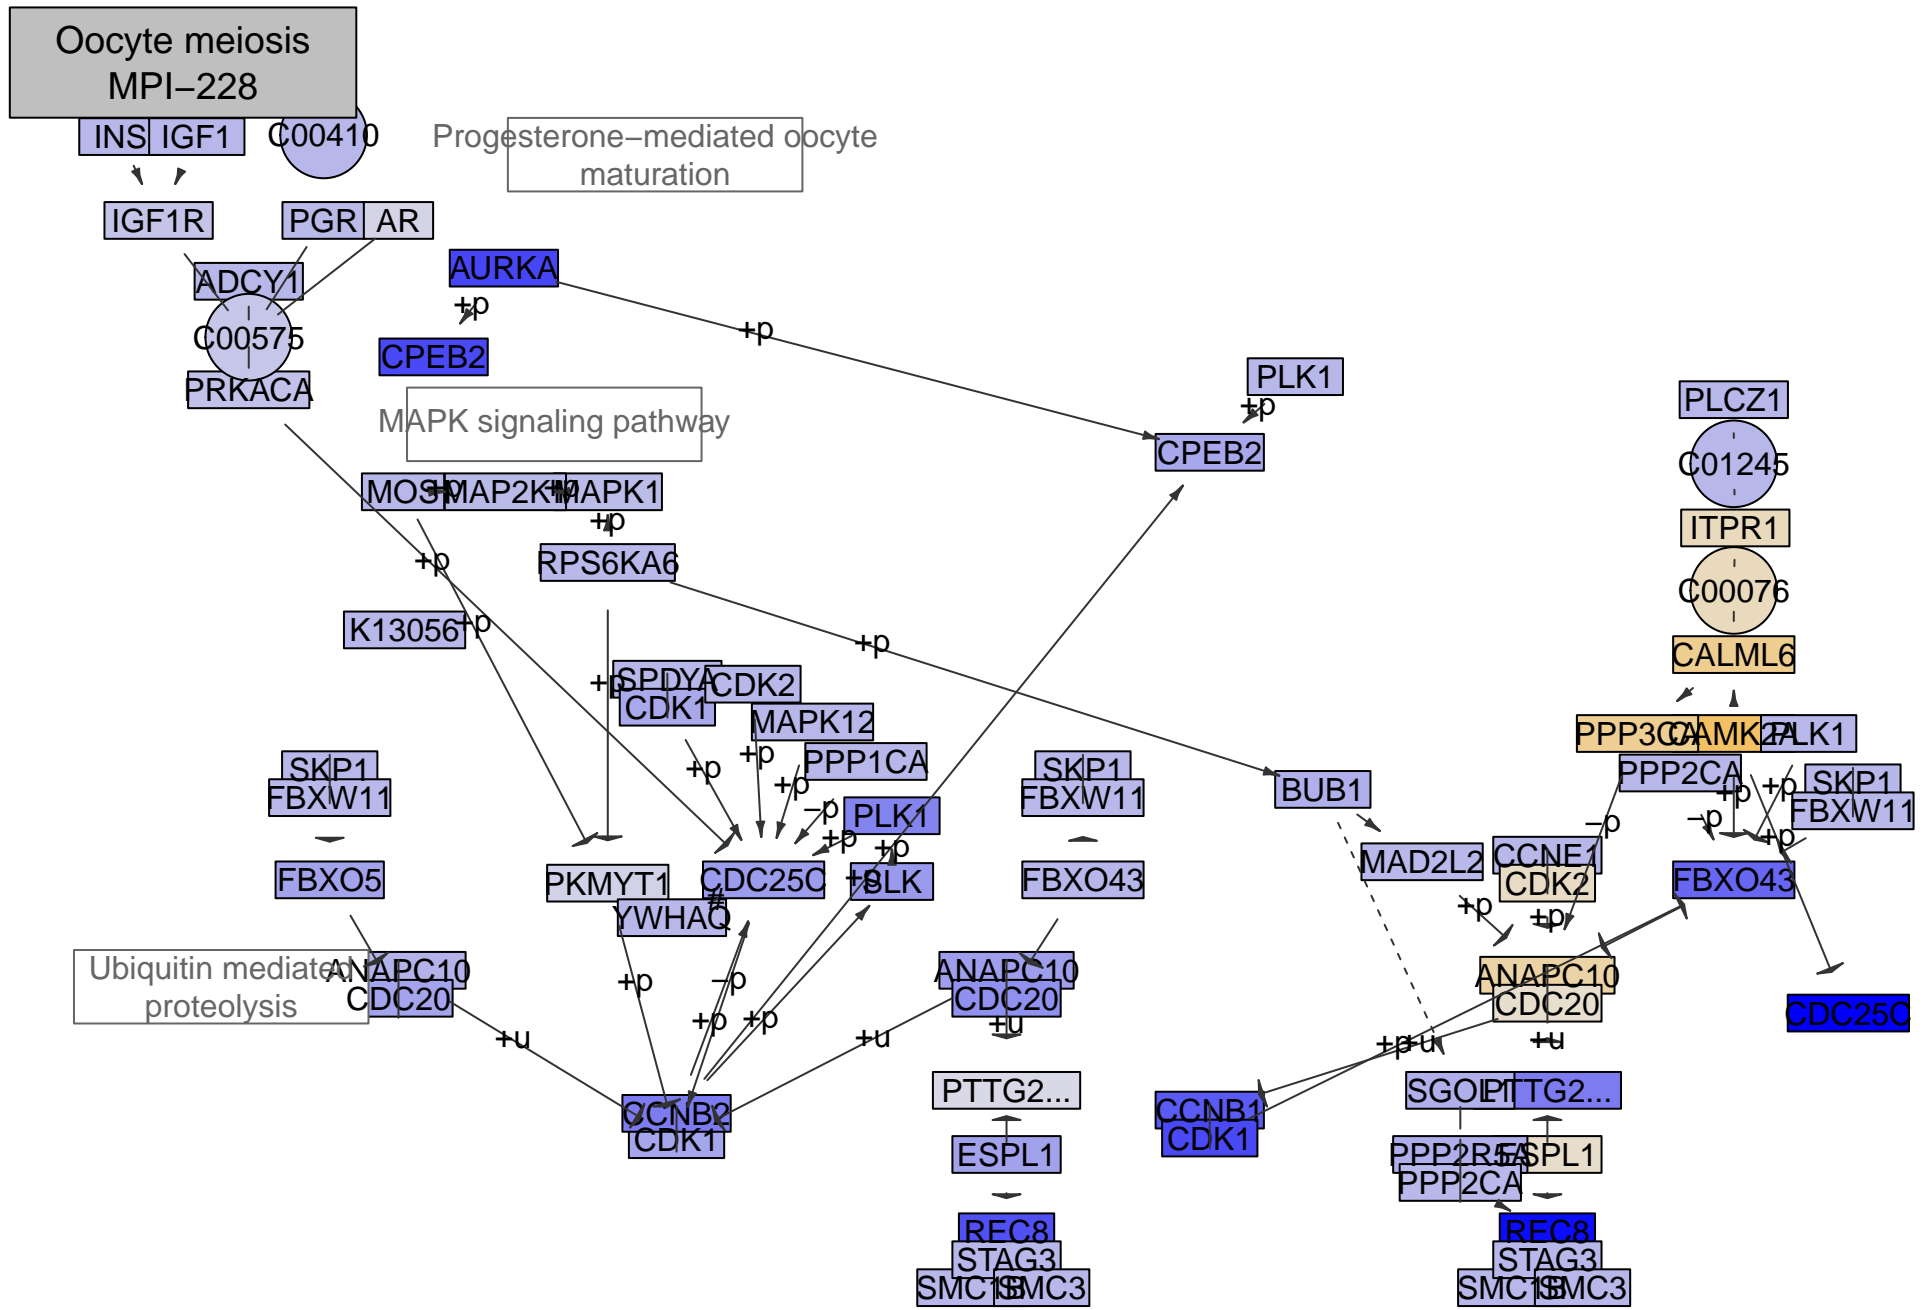 Oocyte meiosis
MPI−228
INS IGF1 C00410
Progesterone−mediated oocyte
maturation
IGF1R PGR AR
ADCY1
AURKA
+p
+p
C00575
CPEB2
PRKACA
PLK1
+p
PLCZ1
MAPK signaling pathway
CPEB2
C01245
MOS +p MAP2K1 +p MAPK1
+p
ITPR1
+p
RPS6KA6
C00076
K13056
+p
+p
CALML6
+p
SPDYA
CDK1
CDK2
MAPK12
PPP3CA CAMK2A PLK1
+p
PPP1CA
SKP1
FBXW11
SKP1
FBXW11
+p
+p
BUB1
PPP2CA
+p
+p
SKP1
FBXW11
−p
PLK1
−p
−p
+p
+p
+p
MAD2L2
CCNE1
CDK2
FBXO5
PKMYT1
CDC25C
+p
PLK
FBXO43
FBXO43
#
YWHAQ
+p
+p
ANAPC10
CDC20
Ubiquitin mediated
proteolysis
+p
−p
ANAPC10
CDC20
ANAPC10
CDC20
CDC25C
+p
+p
+u
+u
+u
+p
+u
+u
PTTG2...
SGOL1
PTTG2...
CCNB2
CDK1
CCNB1
CDK1
ESPL1
PPP2R5A
ESPL1
PPP2CA
REC8
STAG3
SMC1B
SMC3
REC8
STAG3
SMC1B
SMC3